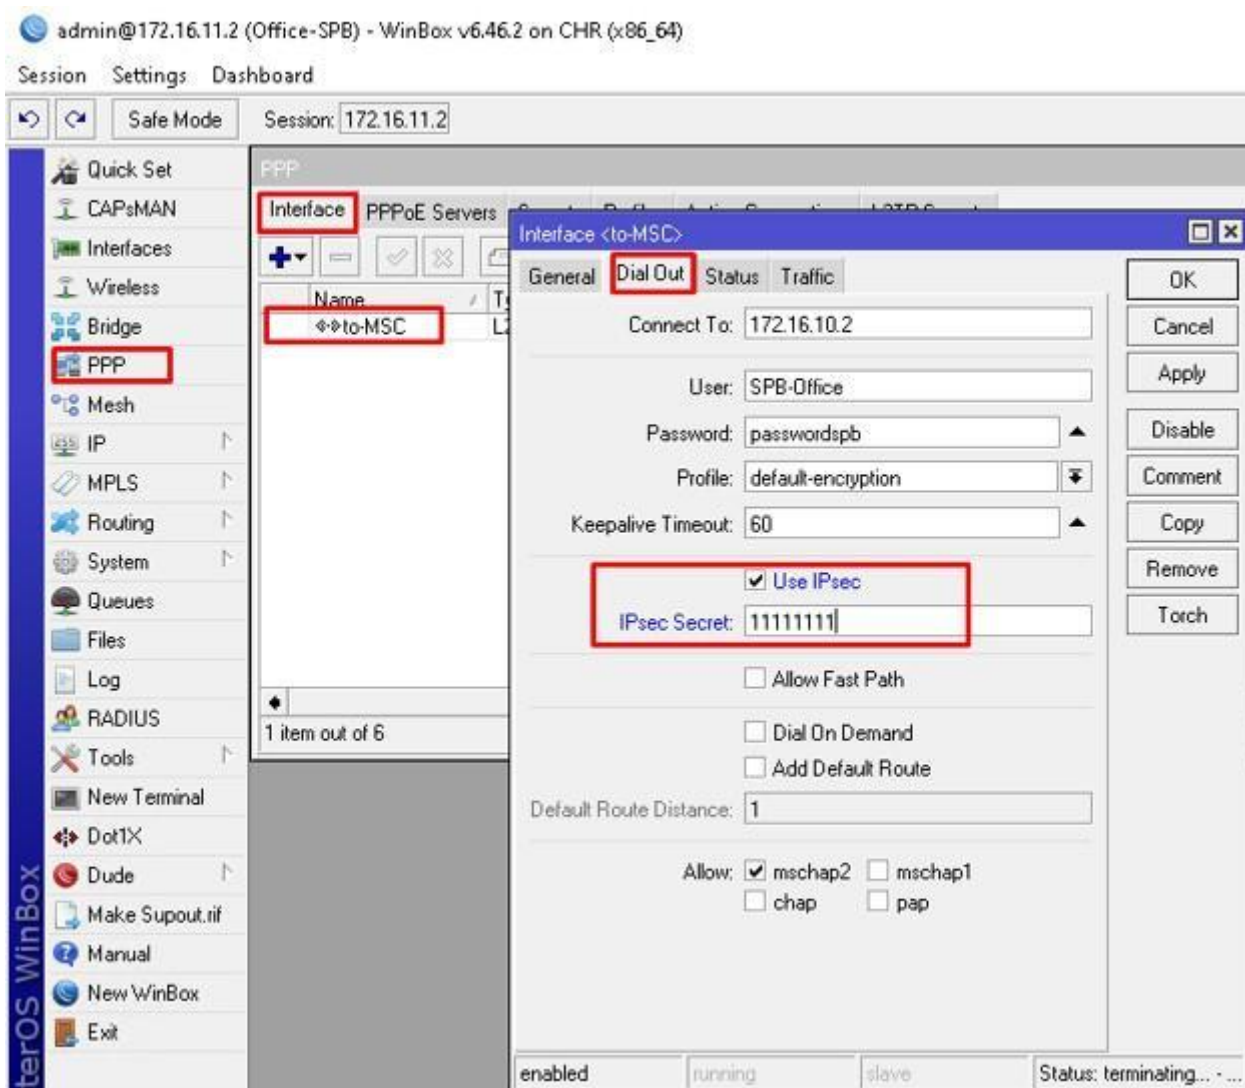 admin@172.16.11.2 (Office-SPB) - WinBox v6.46.2 on CHR (x86_64)
Session Settings Dashboard
Safe Mode Session: 172.16.11.2
Quick Set
CAPsMAN
Interfaces
Wireless
Bridge
PPP
Mesh
IP
MPLS
Routing
System
Queues
Files
Log
RADIUS
Tools
New Terminal
Dot1X
Dude
Make Supout.rif
Manual
New WinBox
Exit
terOS WinBox
PPP
Interface PPPoE Servers
Name
to-MSC
1 item out of 6
Interface <to-MSC>
General Dial Out Status Traffic
Connect To: 172.16.10.2
User: SPB-Office
Password: passwordspb
Profile: default-encryption
Keepalive Timeout: 60
Use IPsec
IPsec Secret: 11111111
Allow Fast Path
Dial On Demand
Add Default Route
Default Route Distance: 1
Allow: mschap2 mschap1
chap pap
OK
Cancel
Apply
Disable
Comment
Copy
Remove
Torch
enabled running slave Status: terminating... - ...